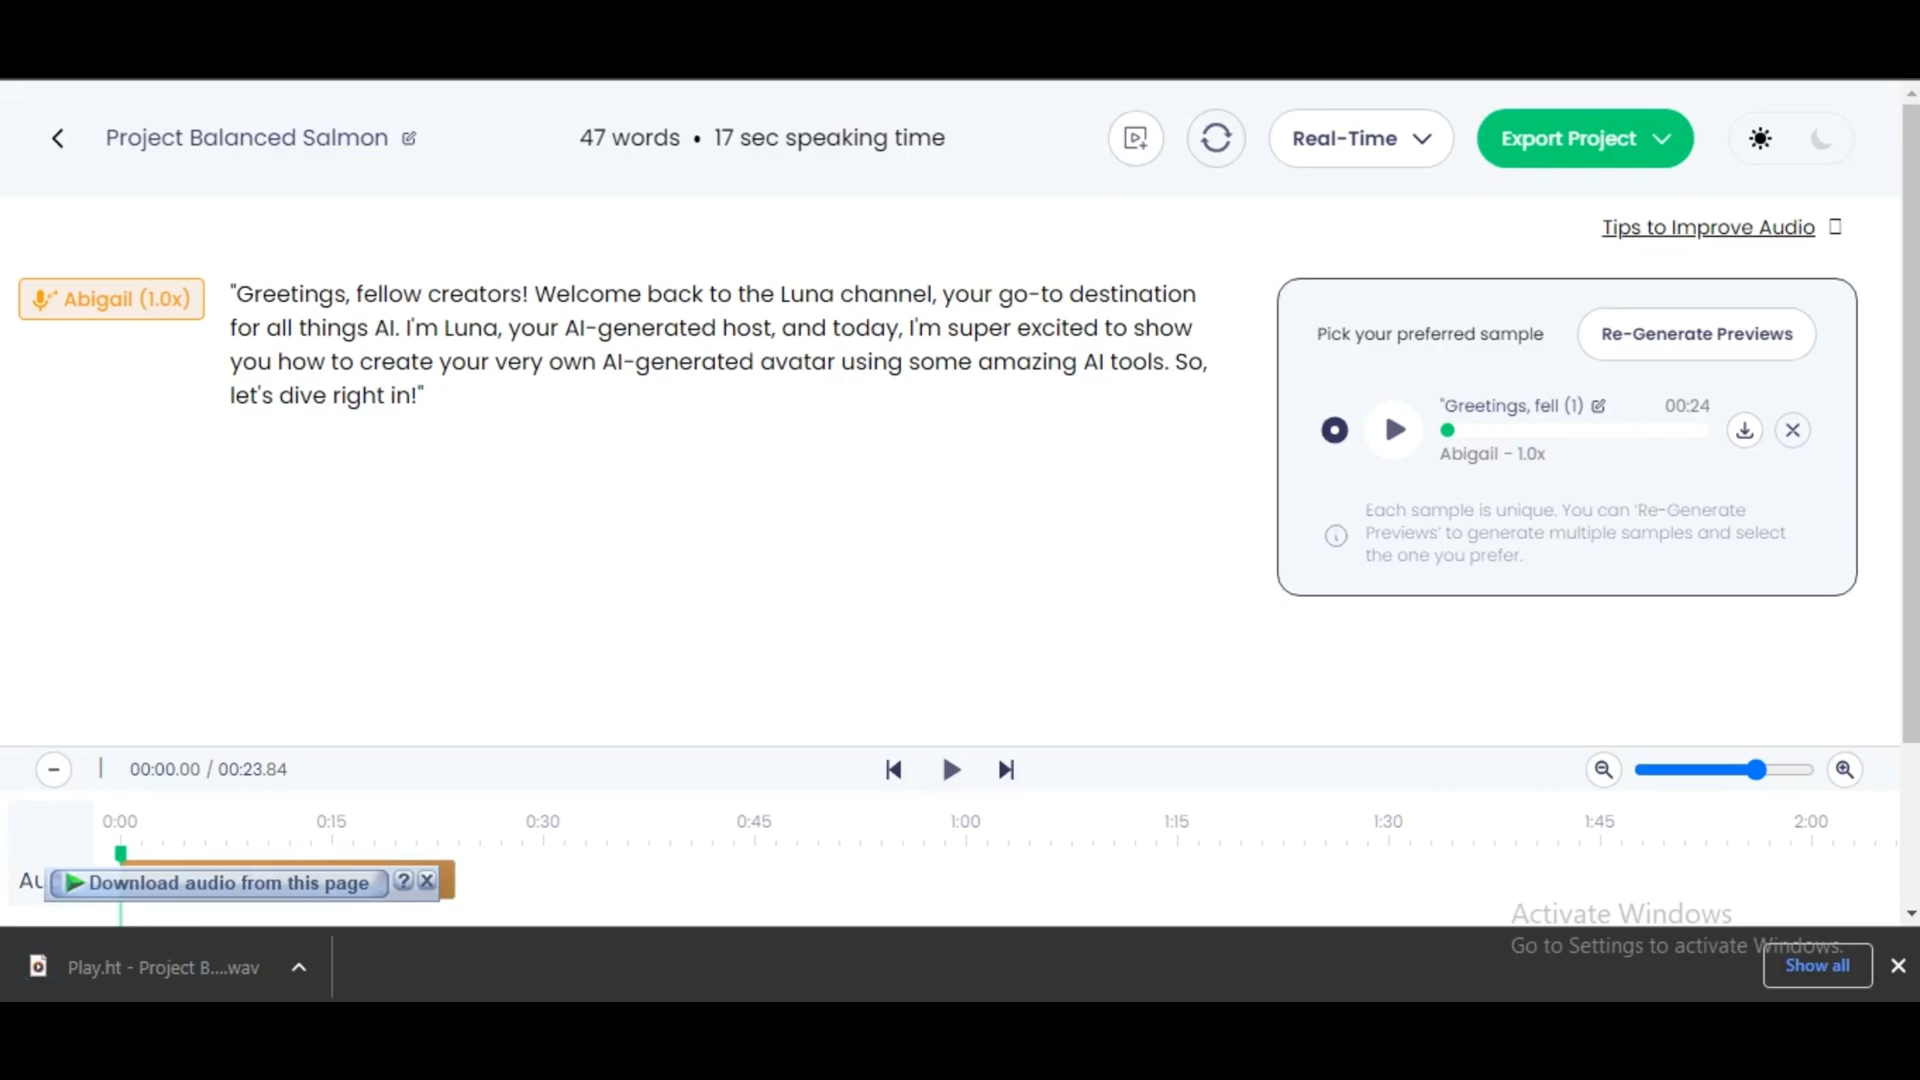 Project Balanced Salmon
47 words • 17 sec speaking time
Real-Time
Export Project
Tips to Improve Audio
Abigail (1.0x)
"Greetings, fellow creators! Welcome back to the Luna channel, your go-to destination
for all things AI. I'm Luna, your AI-generated host, and today, I'm super excited to show
you how to create your very own AI-generated avatar using some amazing AI tools. So,
let's dive right in!"
Pick your preferred sample
Re-Generate Previews
"Greetings, fell (1)
00:24
Abigail - 1.0x
Each sample is unique. You can 'Re-Generate
Previews' to generate multiple samples and select
the one you prefer.
00:00.00 / 00:23.84
0:00 0:15 0:30 0:45 1:00 1:15 1:30 1:45 2:00
Au
Download audio from this page
Activate Windows
Go to Settings to activate Windows.
Play.ht - Project B....wav
Show all